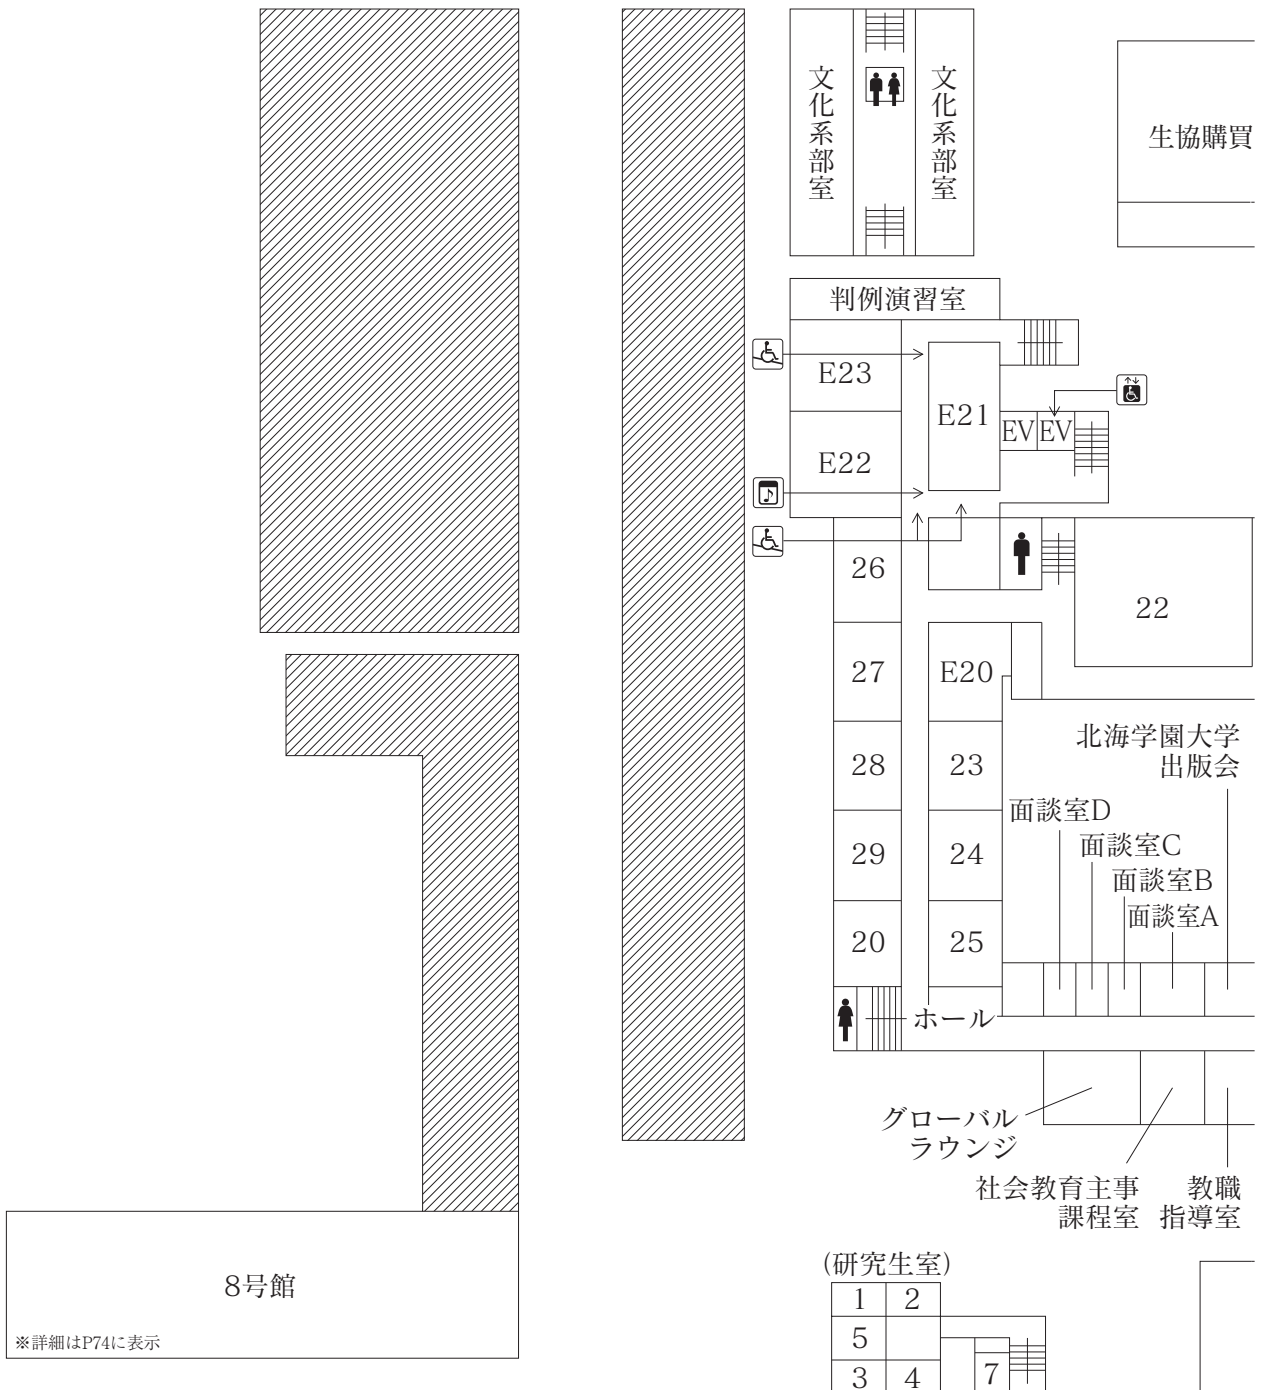 文化系部室
文化系部室
生協購買
判例演習室
E23
E21
EV
EV
E22
26
22
27
E20
28
23
北海学園大学
出版会
面談室D
29
24
面談室C
面談室B
面談室A
20
25
ホール
グローバル
ラウンジ
社会教育主事
課程室
教職
指導室
8号館
※詳細はP74に表示
(研究生室)
1
2
5
3
4
7